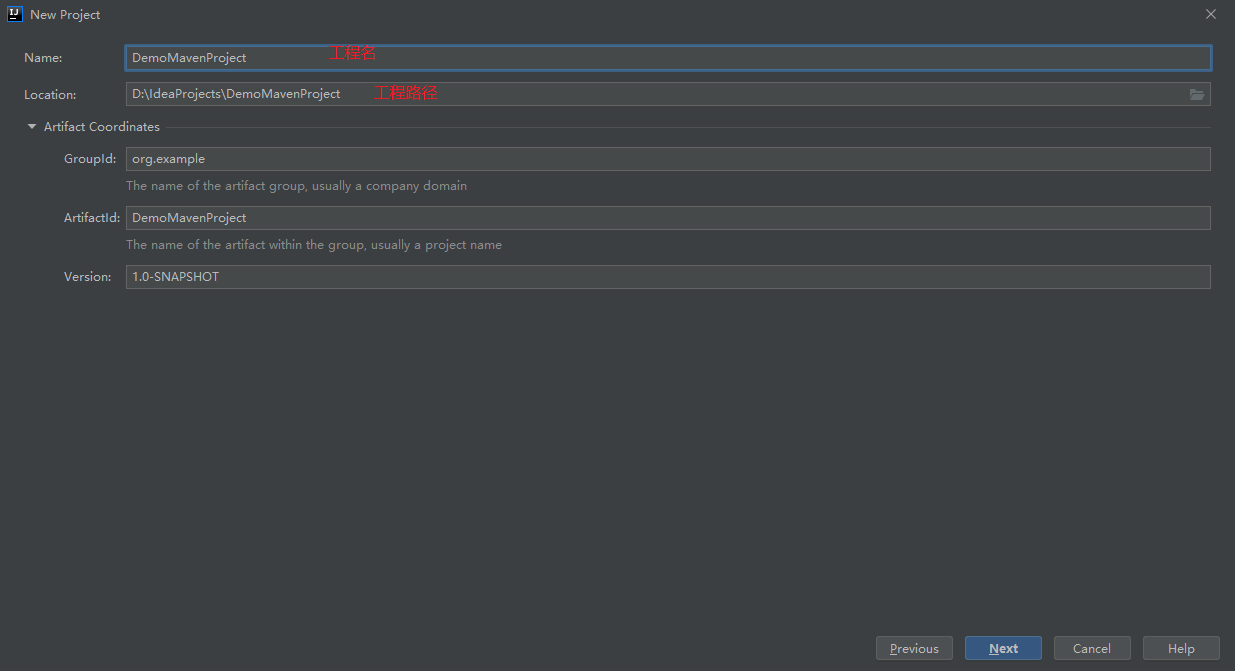 New Project
Name: DemoMavenProject 工程名
Location: D:\IdeaProjects\DemoMavenProject 工程路径
Artifact Coordinates
GroupId: org.example
The name of the artifact group, usually a company domain
ArtifactId: DemoMavenProject
The name of the artifact within the group, usually a project name
Version: 1.0-SNAPSHOT
Previous Next Cancel Help